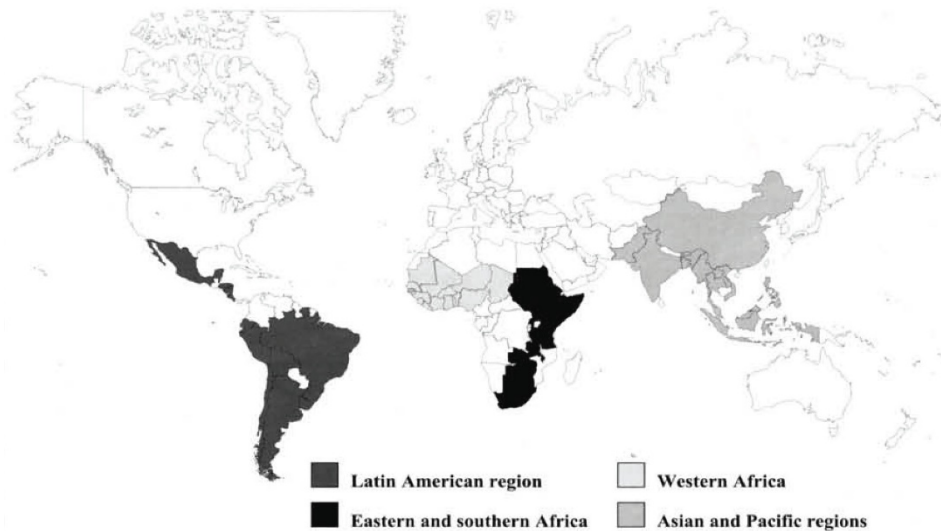 Latin American region
Western Africa
Eastern and southern Africa
Asian and Pacific regions